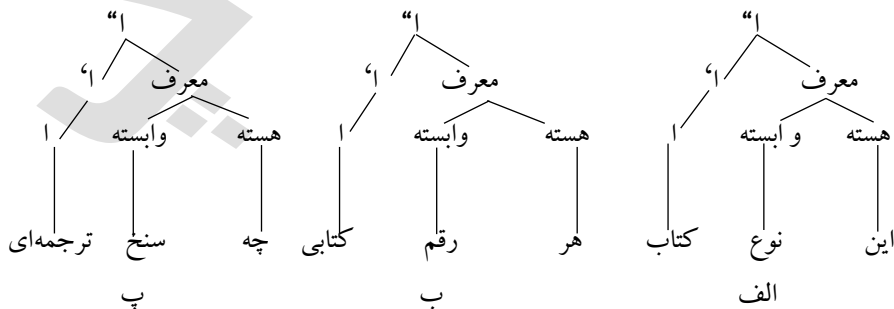 ا“ ا“ ا“
معرف ا‘ معرف ا‘ معرف ا‘
هسته و ابسته ا هسته وابسته ا هسته وابسته ا
این نوع کتاب هر رقم کتابی چه سنخ ترجمه‌ای
الف ب پ